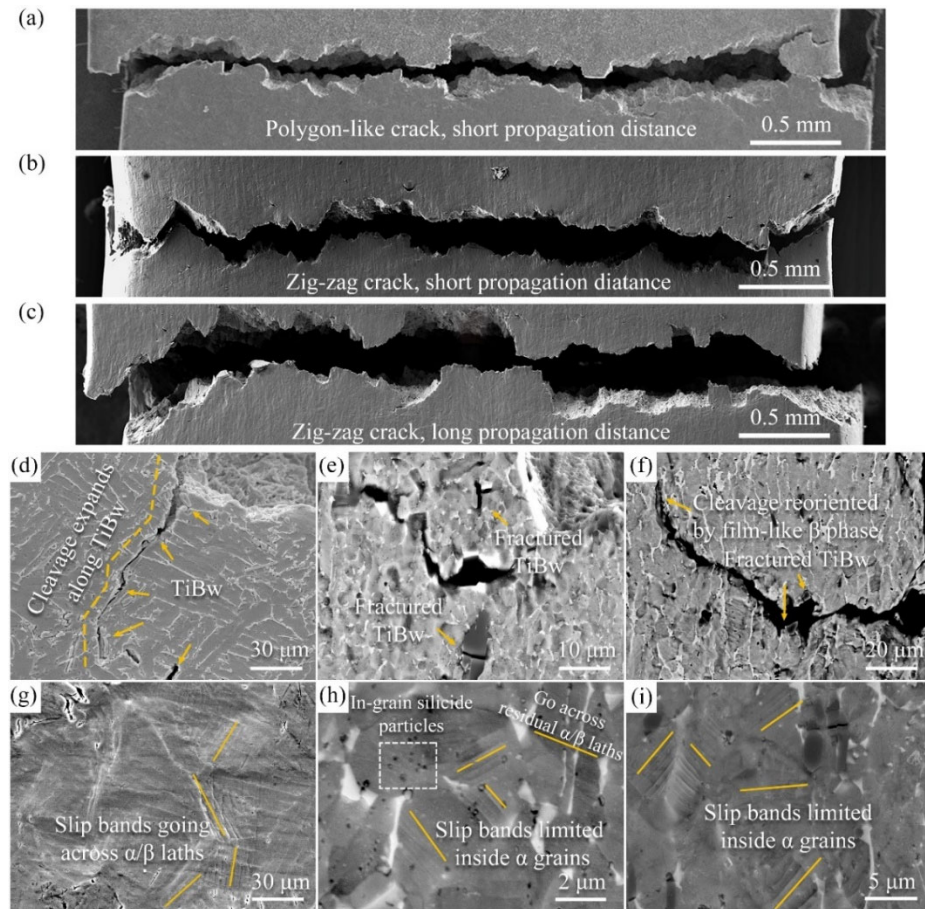 (a)
Polygon-like crack, short propagation distance
0.5 mm
(b)
Zig-zag crack, short propagation diatance
0.5 mm
(c)
Zig-zag crack, long propagation distance
0.5 mm
(d)
Cleavage expands
along TiBw
TiBw
30 μm
(e)
Fractured
TiBw
Fractured
TiBw
10 μm
(f)
Cleavage reoriented
by film-like β phase
Fractured TiBw
20 μm
(g)
Slip bands going
across α/β laths
30 μm
(h)
In-grain silicide
particles
Go across
residual α/β laths
Slip bands limited
inside α grains
2 μm
(i)
Slip bands limited
inside α grains
5 μm